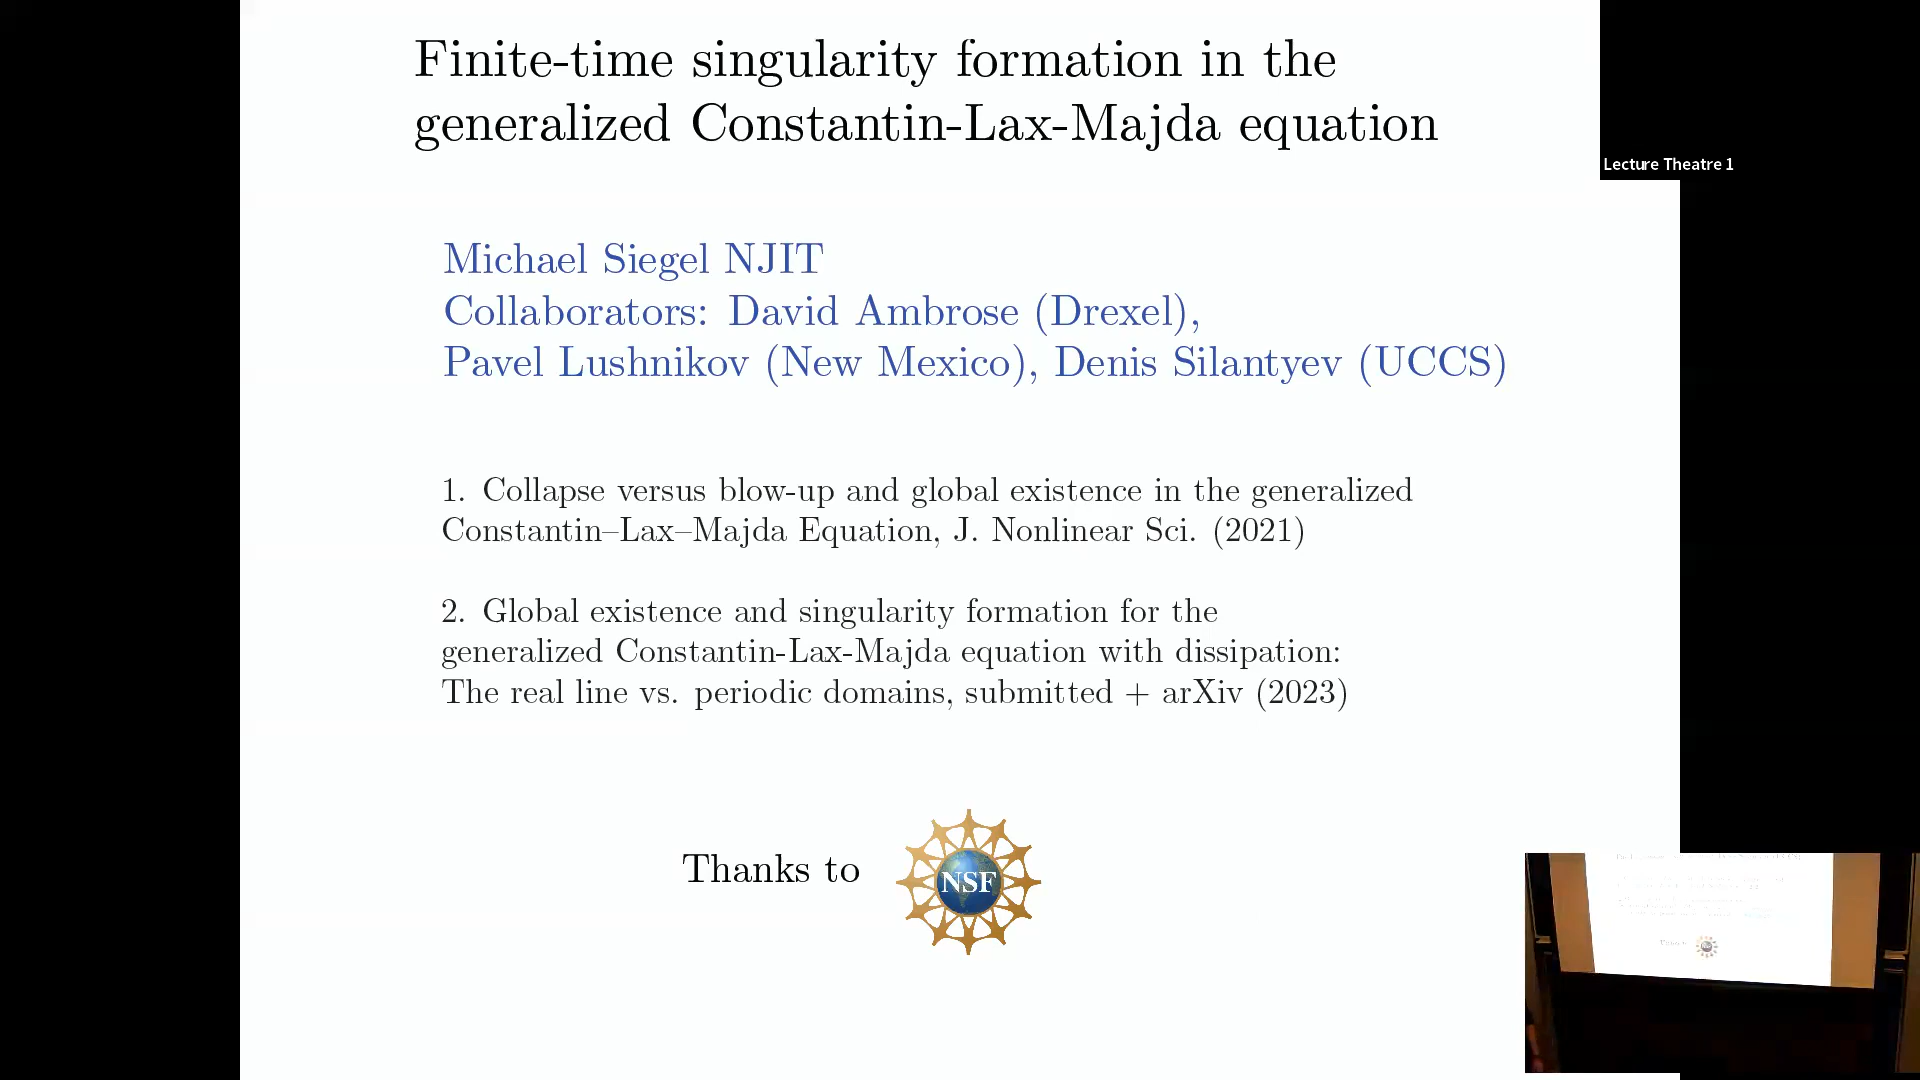 Finite-time singularity formation in the
generalized Constantin-Lax-Majda equation
Lecture Theatre 1
Michael Siegel NJIT
Collaborators: David Ambrose (Drexel),
Pavel Lushnikov (New Mexico), Denis Silantyev (UCCS)
1. Collapse versus blow-up and global existence in the generalized
Constantin–Lax–Majda Equation, J. Nonlinear Sci. (2021)
2. Global existence and singularity formation for the
generalized Constantin-Lax-Majda equation with dissipation:
The real line vs. periodic domains, submitted + arXiv (2023)
Thanks to
NSF